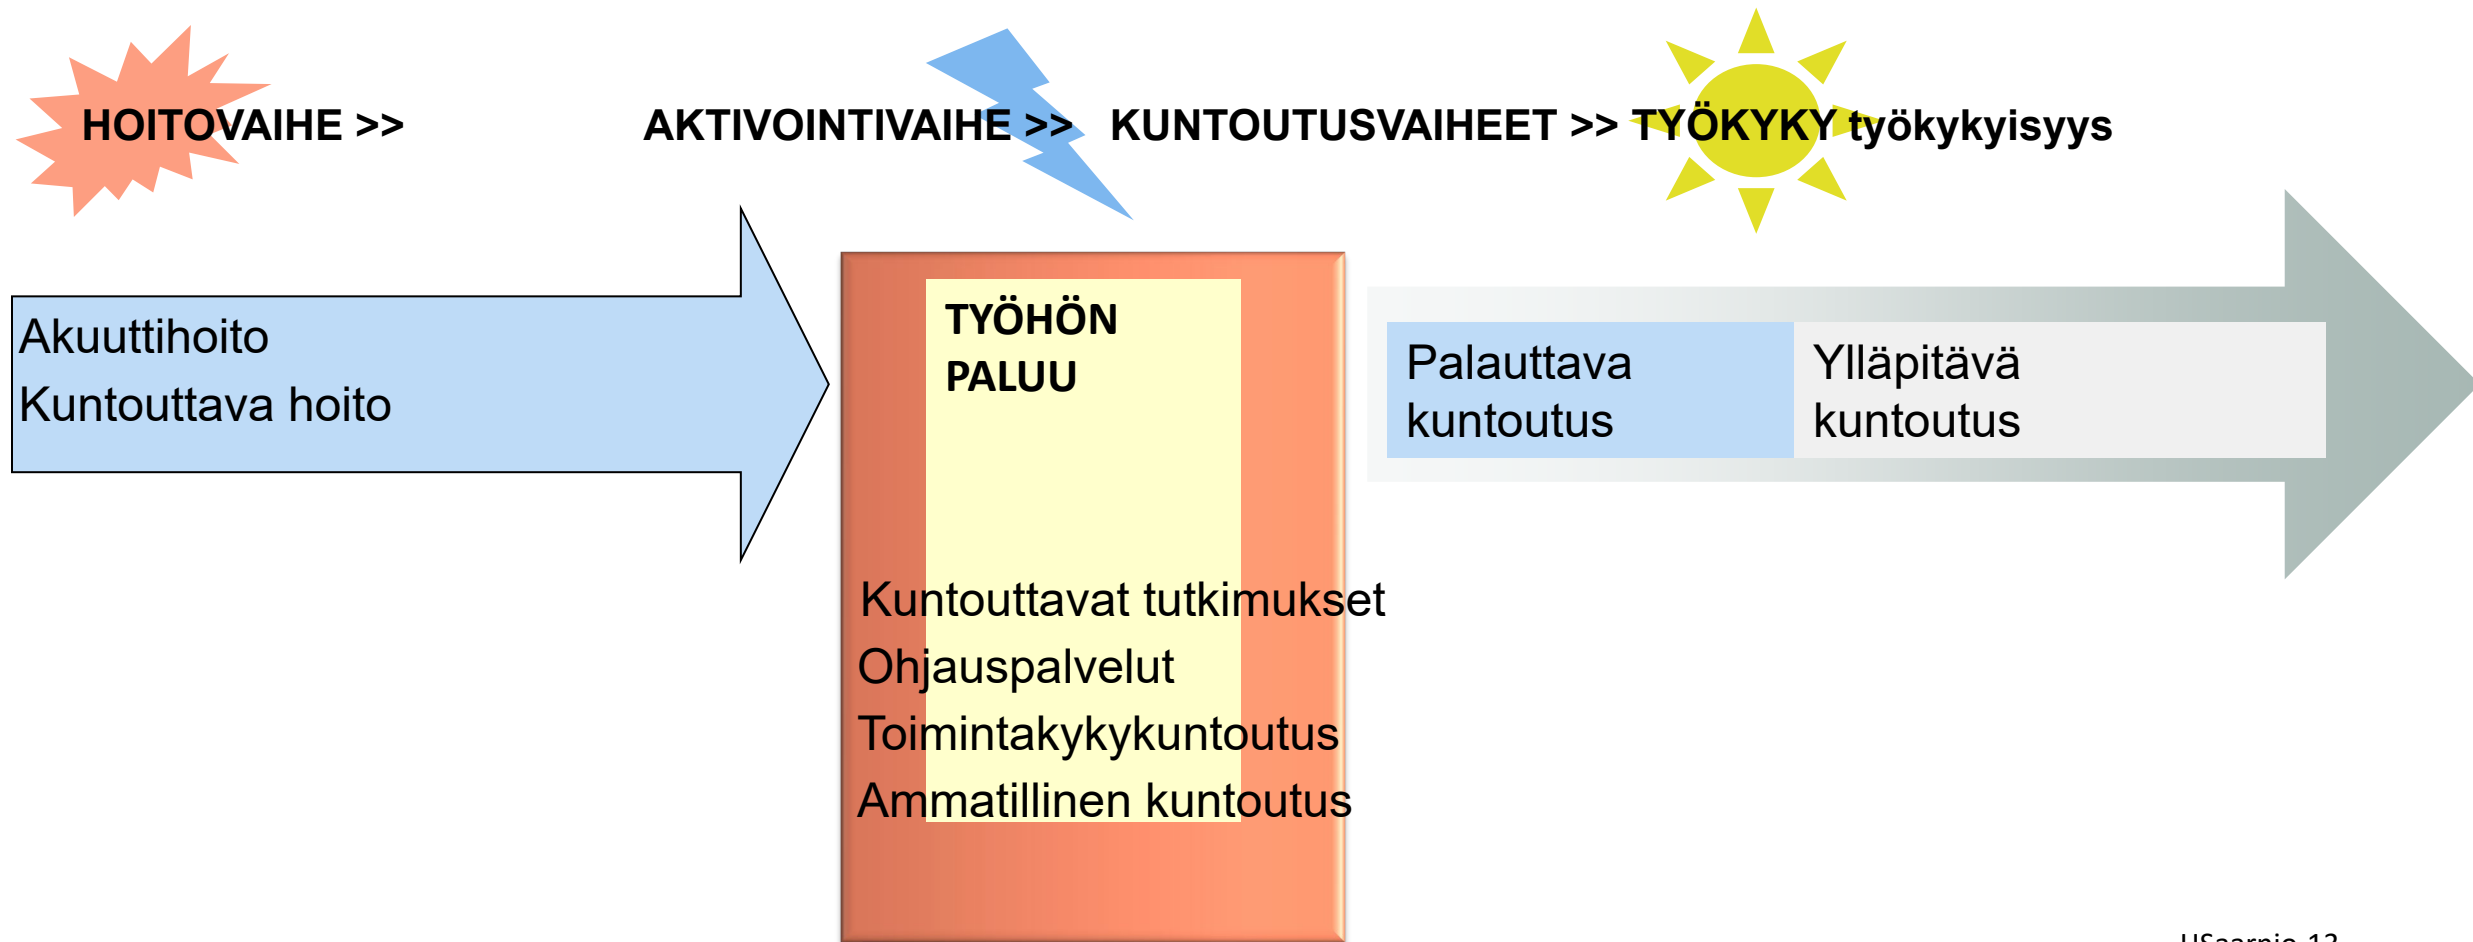 HOITOVAIHE >> AKTIVOINTIVAIHE >> KUNTOUTUSVAIHEET >> TYÖKYKY työkykyisyys
Akuuttihoito
Kuntouttava hoito
TYÖHÖN
PALUU
Kuntouttavat tutkimukset
Ohjauspalvelut
Toimintakykykuntoutus
Ammatillinen kuntoutus
Palauttava
kuntoutus
Ylläpitävä
kuntoutus